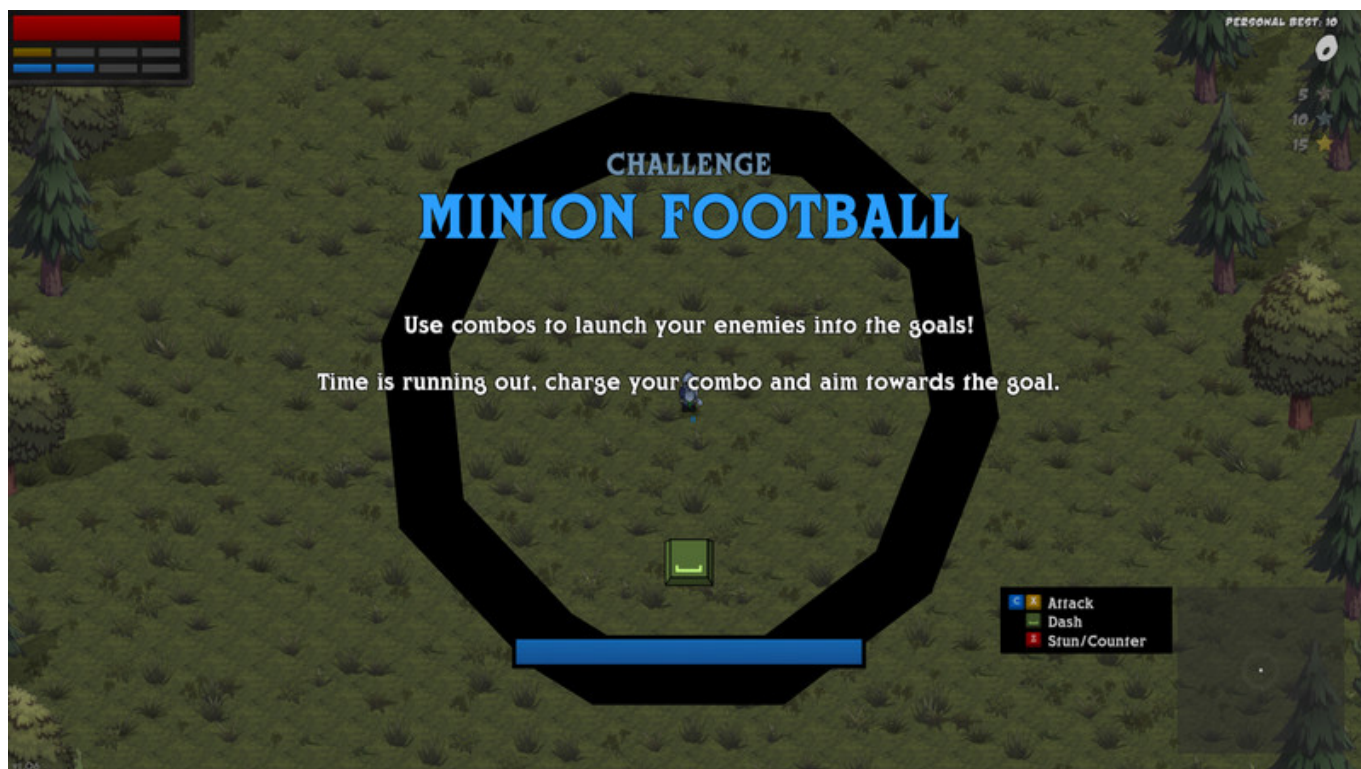 PERSONAL BEST: 10
0
5
10
15
CHALLENGE
MINION FOOTBALL
Use combos to launch your enemies into the goals!
Time is running out, charge your combo and aim towards the goal.
C X Attack
Dash
Stun/Counter